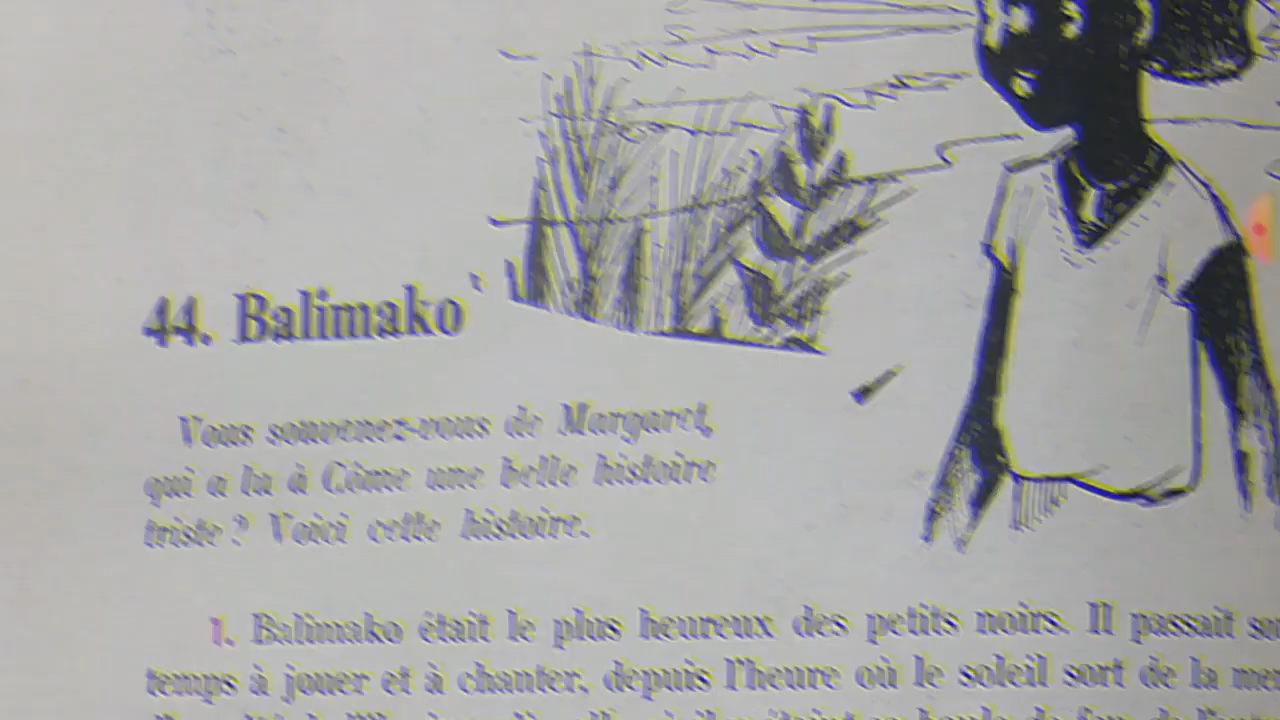 44. Balimako
Vous souvenez-vous de Margaret,
qui a lu à Côme une belle histoire
triste ? Voici cette histoire.
1. Balimako était le plus heureux des petits noirs. Il passait
temps à jouer et à chanter, depuis l'heure où le soleil sort de la